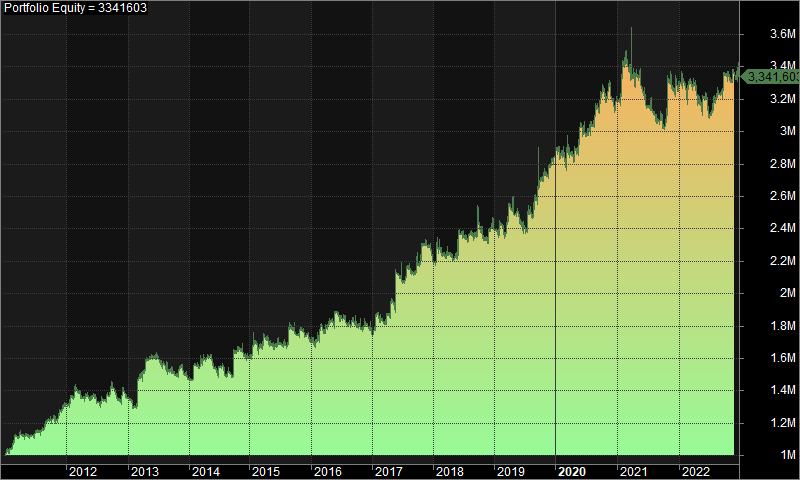 Portfolio Equity = 3341603
3.6M
3.4M
3,341,603
3.2M
3M
2.8M
2.6M
2.4M
2.2M
2M
1.8M
1.6M
1.4M
1.2M
1M
2012 2013 2014 2015 2016 2017 2018 2019 2020 2021 2022